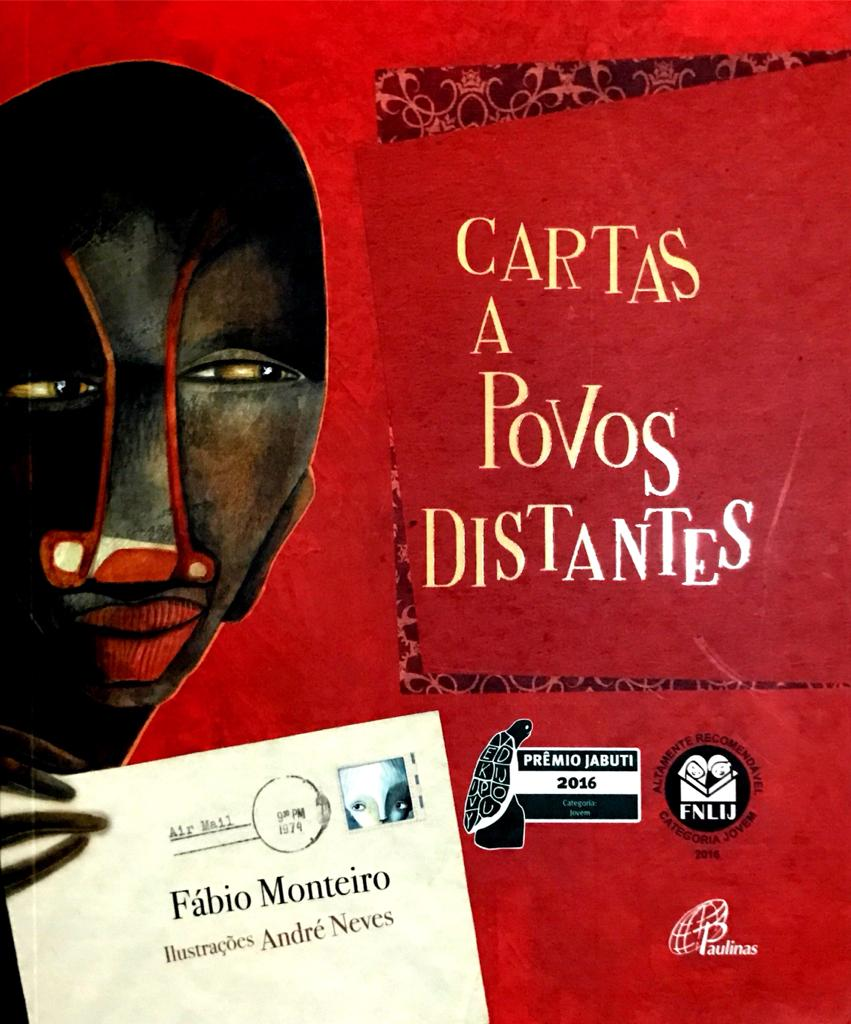 CARTAS
A
POVOS
DISTANTES
PRÊMIO JABUTI
2016
Categoria:
Jovem
ALTAMENTE RECOMENDÁVEL
FNLIJ
CATEGORIA JOVEM
2016
Air Mail
PM
1974
Fábio Monteiro
Ilustrações André Neves
Paulinas